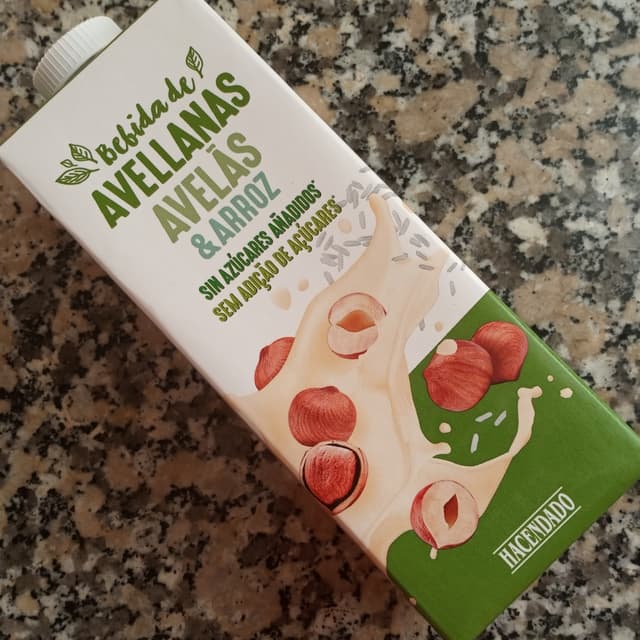 Bebida de
AVELLANAS
AVELÃS
& ARROZ
SIN AZÚCARES AÑADIDOS*
SEM ADIÇÃO DE AÇÚCARES*
HACENDADO